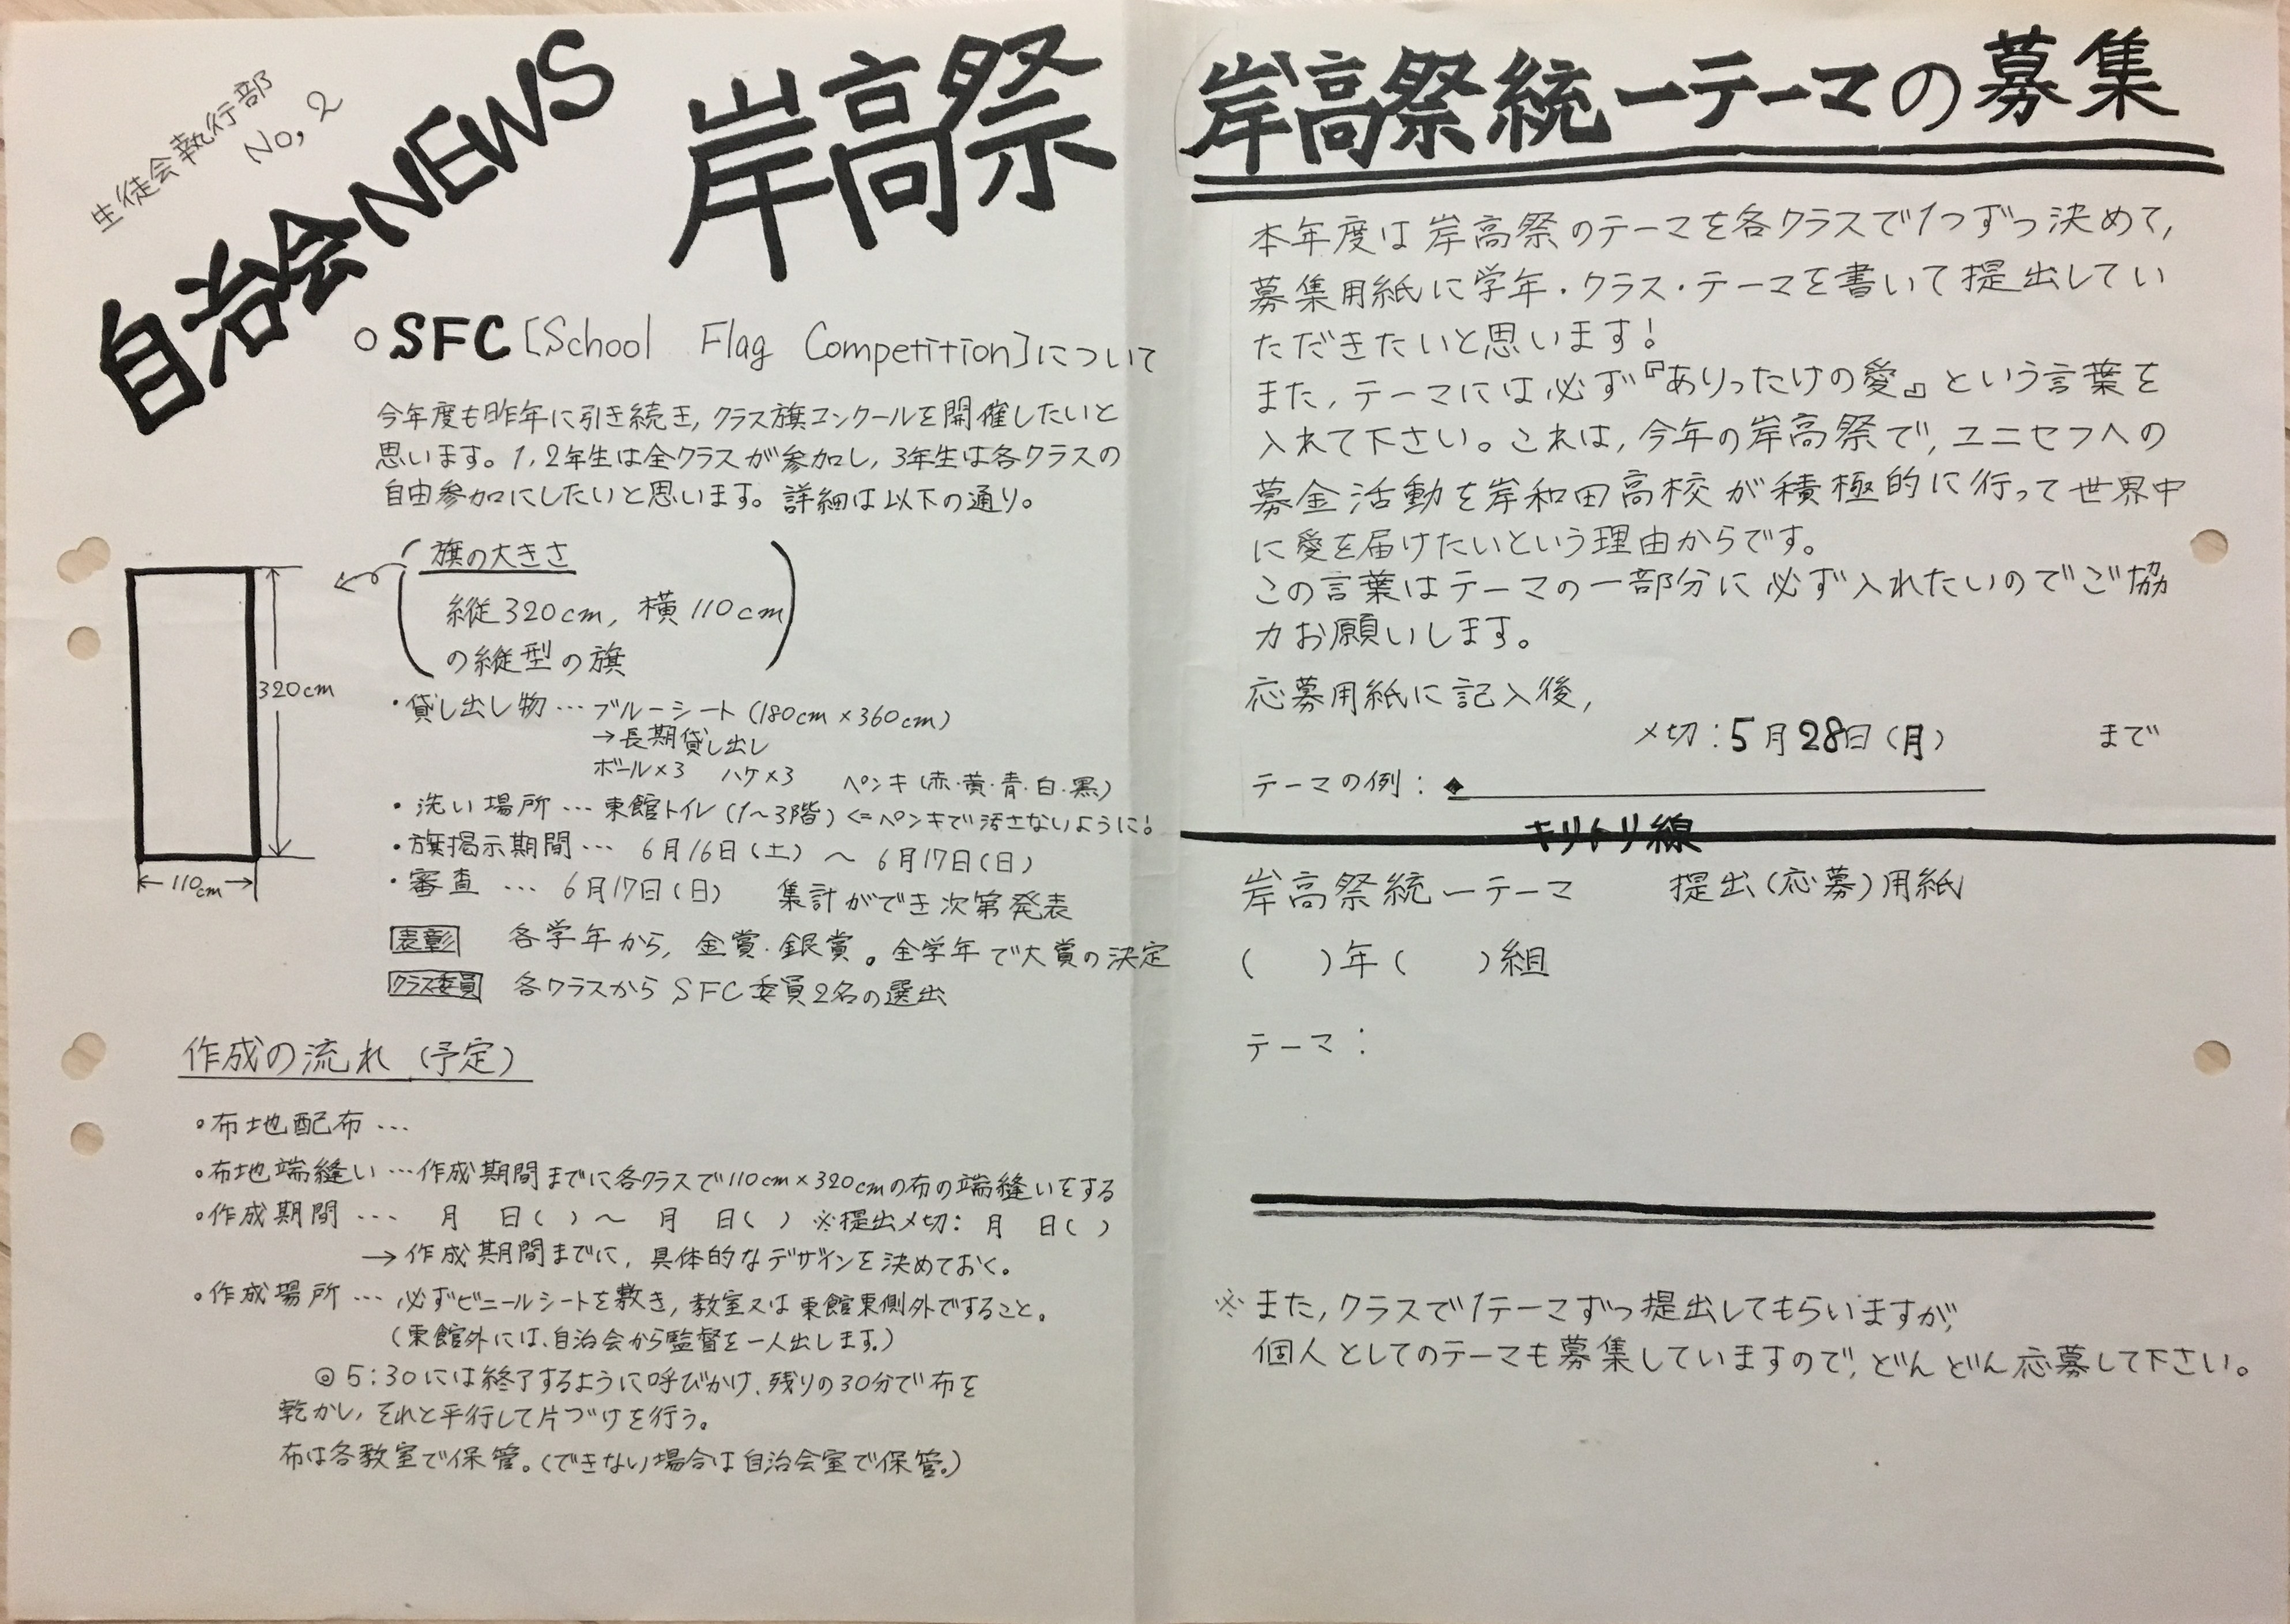 生徒会執行部
No, 2
自治会NEWS
岸高祭
○SFC[School Flag Competition]について
今年度も昨年に引き続き, クラス旗コンクールを開催したいと
思います。1, 2年生は全クラスが参加し, 3年生は各クラスの
自由参加にしたいと思います。詳細は以下の通り。
旗の大きさ
縦320cm, 横110cm
の縦型の旗
320cm
110cm
・貸し出し物… ブルーシート (180cm×360cm)
→長期貸し出し
ボール×3 ハケ×3 ペンキ (赤・黄・青・白・黒)
・洗い場所 … 東館トイレ (1〜3階) ⇐ペンキで汚さないように!
・旗掲示期間… 6月16日(土) 〜 6月17日(日)
・審査 … 6月17日(日) 集計ができ次第発表
表彰 各学年から, 金賞・銀賞。全学年で大賞の決定
クラス委員 各クラスから SFC委員2名の選出
作成の流れ (予定)
・布地配布 …
・布地端縫い …作成期間までに各クラスで110cm×320cmの布の端縫いをする
・作成期間 … 月 日( )〜 月 日( ) ※提出〆切: 月 日( )
→作成期間までに, 具体的なデザインを決めておく。
・作成場所 … 必ずビニールシートを敷き, 教室又は東館東側外ですること。
(東館外には、自治会から監督を一人出します。)
◎5:30には終了するように呼びかけ、残りの30分で布を
乾かし, それと平行して片づけを行う。
布は各教室で保管。(できない場合は自治会室で保管。)
岸高祭統一テーマの募集
本年度は岸高祭のテーマを各クラスで1つずつ決めて,
募集用紙に学年・クラス・テーマを書いて提出してい
ただきたいと思います!
また, テーマには必ず『ありったけの愛』という言葉を
入れて下さい。これは, 今年の岸高祭で, ユニセフへの
募金活動を岸和田高校が積極的に行って世界中
に愛を届けたいという理由からです。
この言葉はテーマの一部分に必ず入れたいのでご協
力お願いします。
応募用紙に記入後,
〆切:5月28日(月) まで
テーマの例: ◆
キリトリ線
岸高祭統一テーマ 提出(応募)用紙
( )年( )組
テーマ:
※また, クラスで1テーマずつ提出してもらいますが,
個人としてのテーマも募集していますので, どんどん応募して下さい。